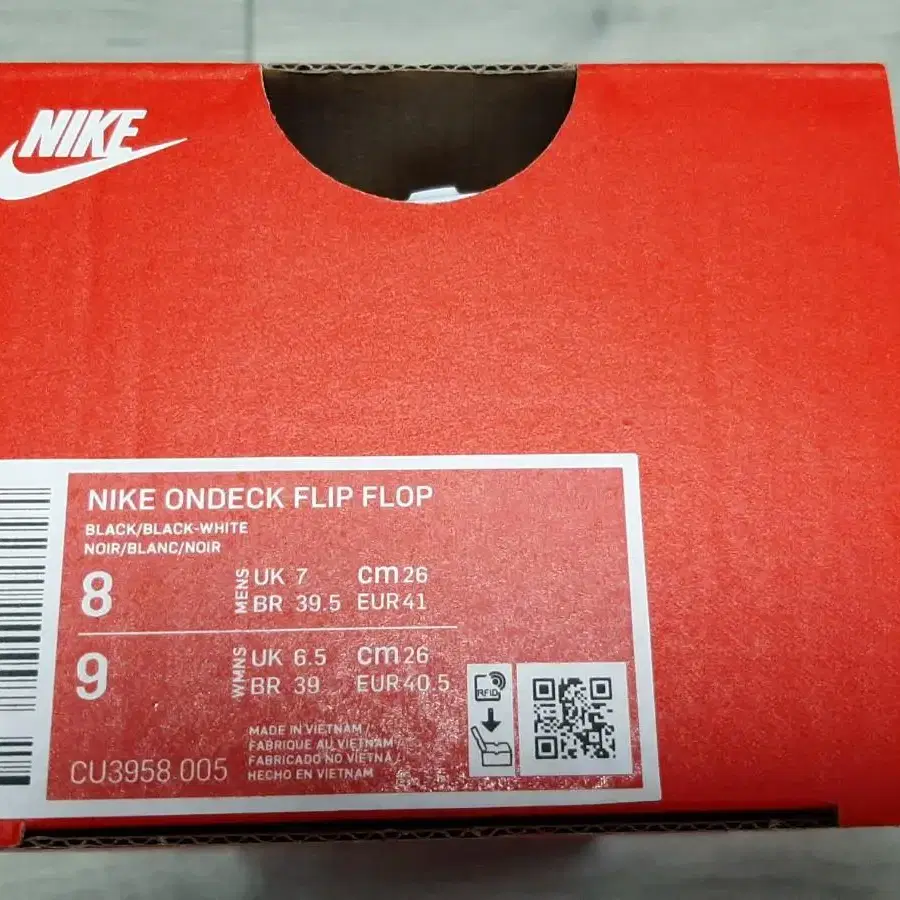 NIKE
NIKE ONDECK FLIP FLOP
BLACK/BLACK-WHITE
NOIR/BLANC/NOIR
8
MENS
UK 7 cm 26
BR 39.5 EUR 41
9
WMNS
UK 6.5 cm 26
BR 39 EUR 40.5
MADE IN VIETNAM /
FABRIQUE AU VIETNAM /
FABRICADO NO VIETNA /
HECHO EN VIETNAM
CU3958 005
RFID